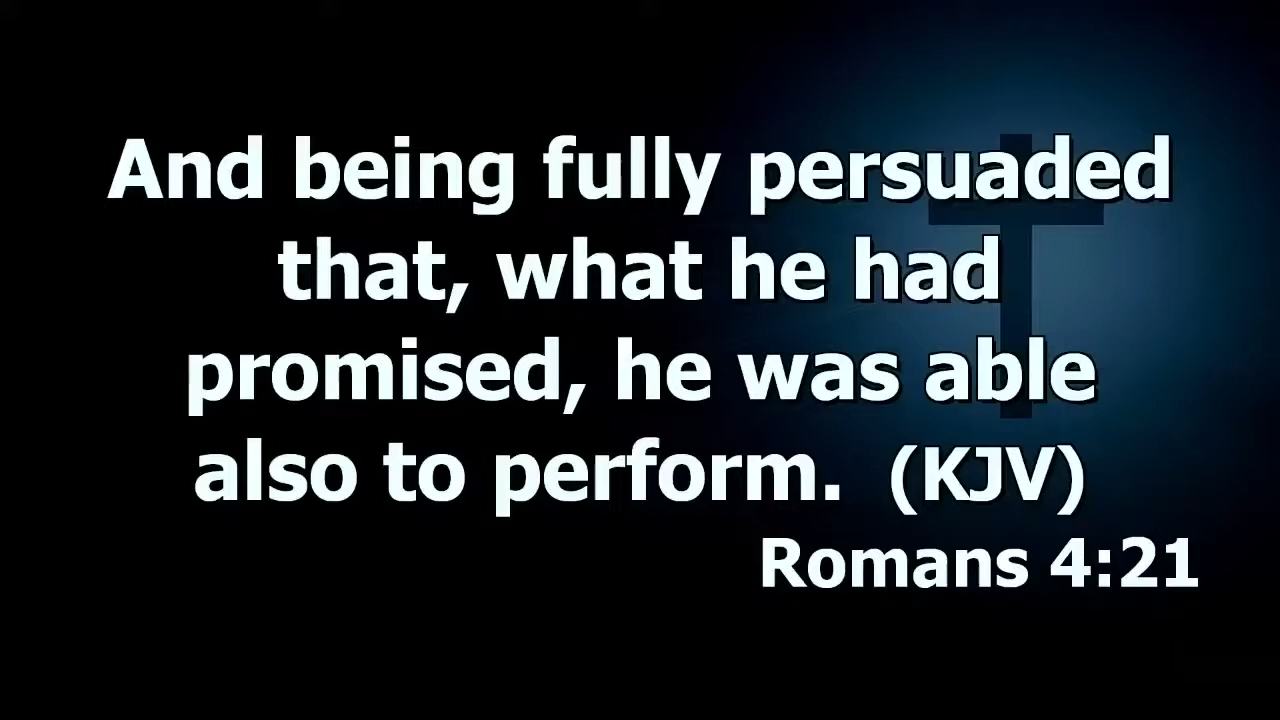 And being fully persuaded
that, what he had
promised, he was able
also to perform. (KJV)
Romans 4:21